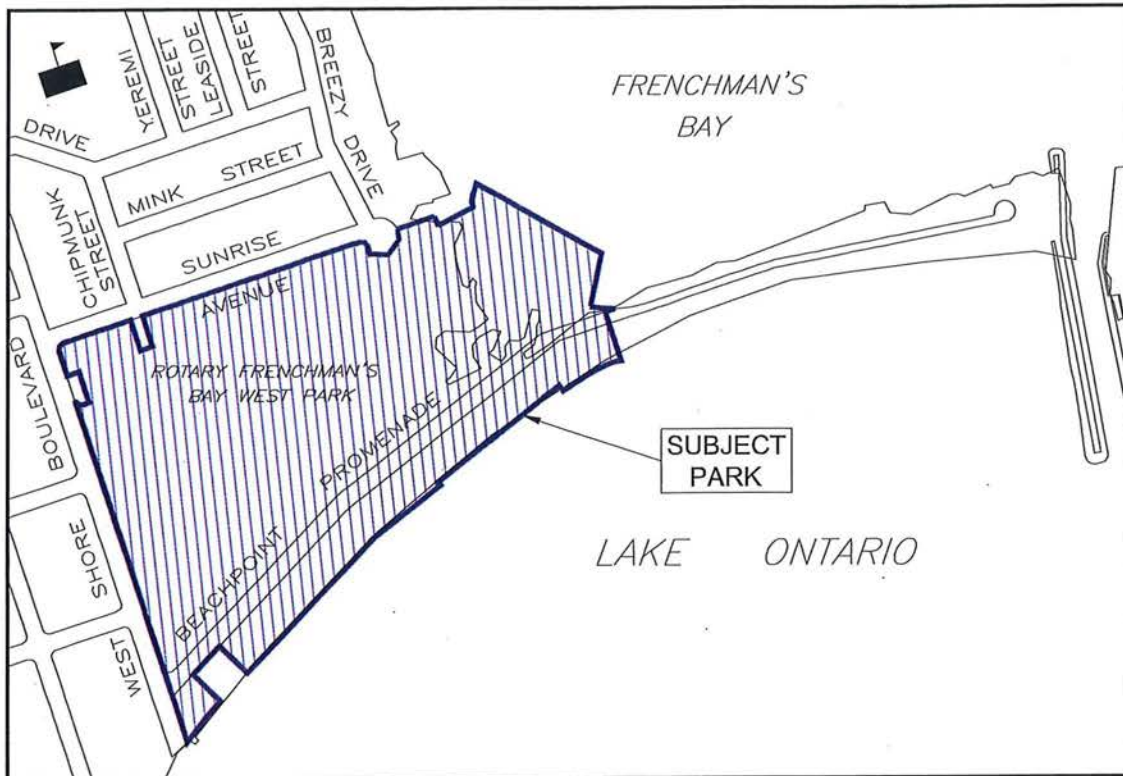 FRENCHMAN'S
BAY
DRIVE
YEREMI
STREET
LEASIDE
STREET
BREEZY
DRIVE
MINK STREET
CHIPMUNK
STREET
SUNRISE
AVENUE
ROTARY FRENCHMAN'S
BAY WEST PARK
BOULEVARD
SHORE
WEST
BEACHPOINT PROMENADE
SUBJECT
PARK
LAKE ONTARIO